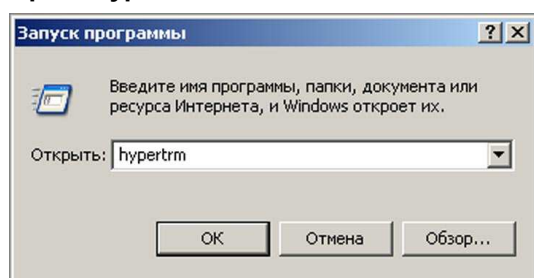 Запуск программы
Введите имя программы, папки, документа или
ресурса Интернета, и Windows откроет их.
Открыть: hypertrm
OK
Отмена
Обзор...